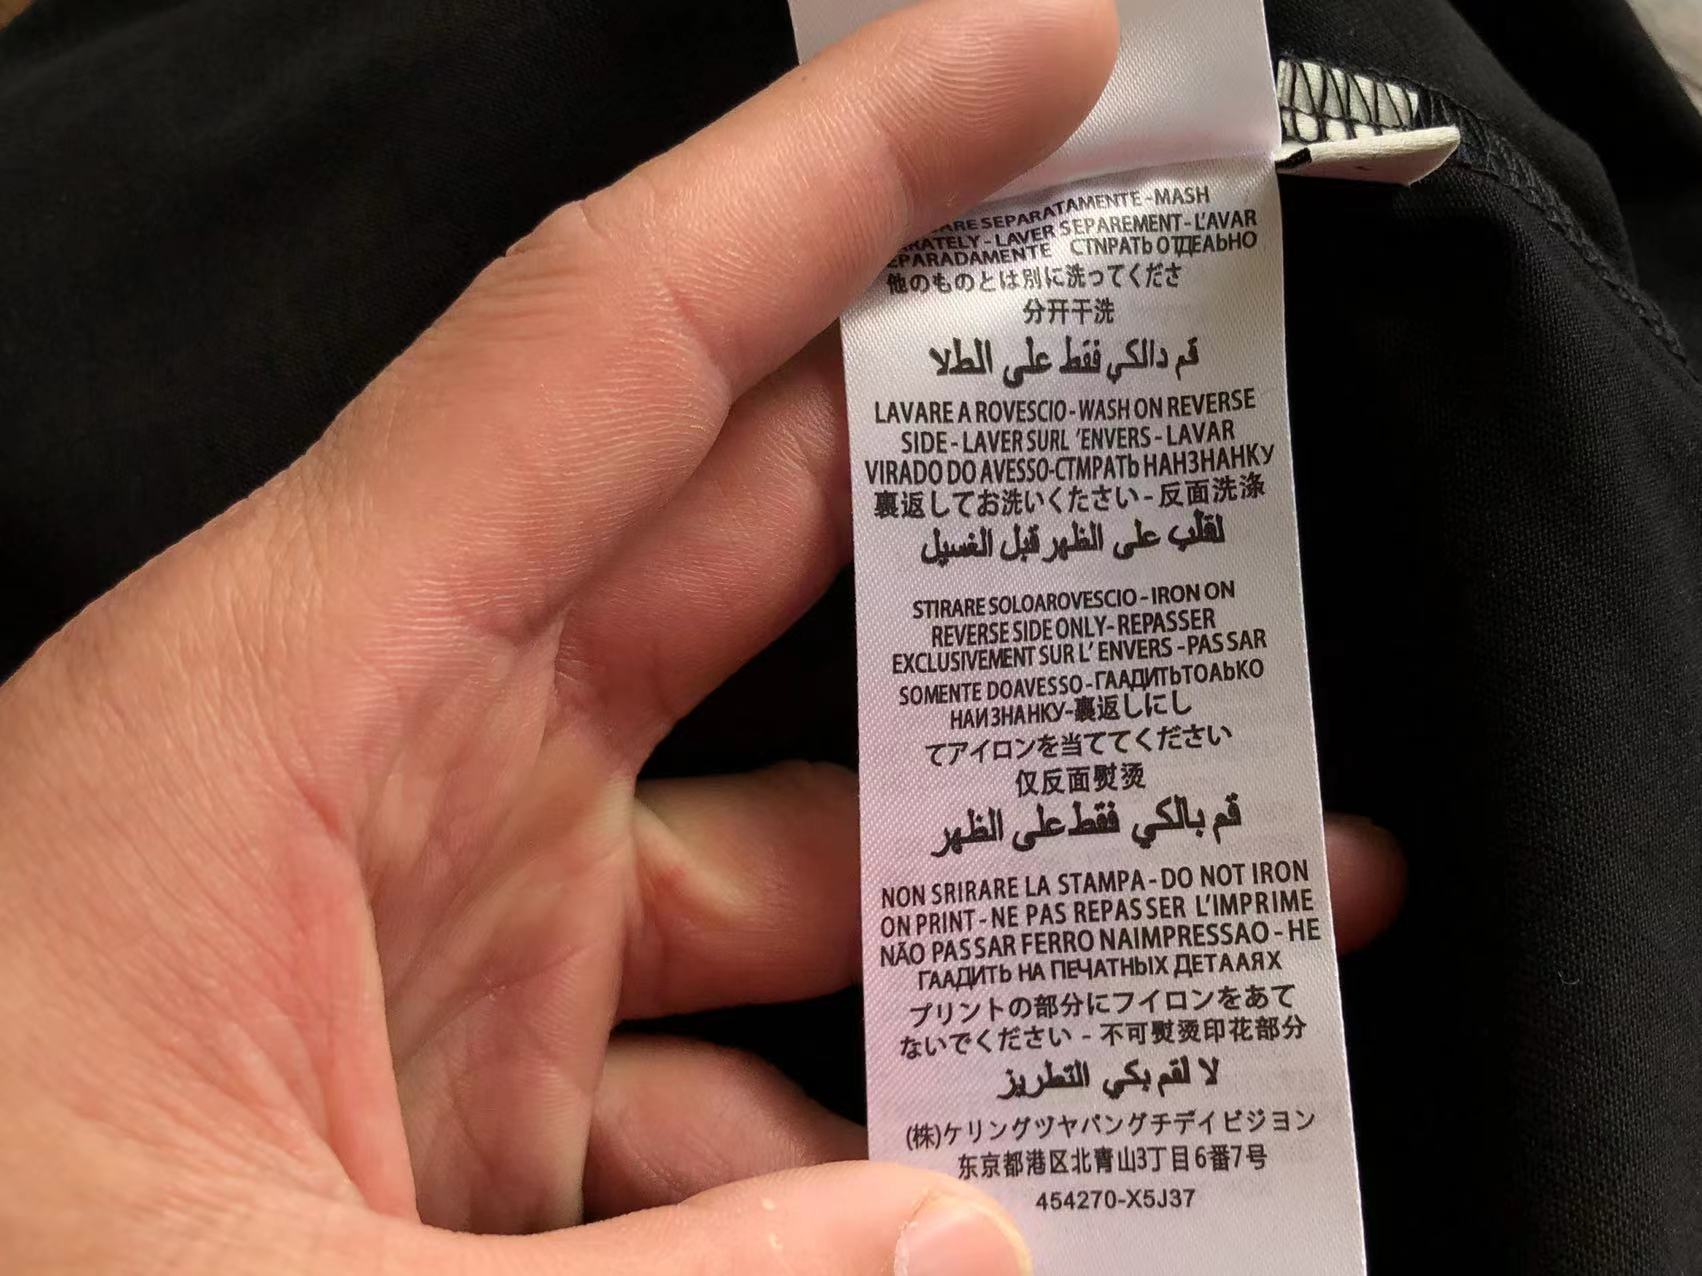 ARE SEPARATAMENTE-MASH
RATELY-LAVER SEPAREMENT-L'AVAR
EPARADAMENTE CTNPATЬ OTДEAЬHO
他のものとは別に洗ってくださ
分开干洗
قم دالكي فقط على الطلا
LAVARE A ROVESCIO-WASH ON REVERSE
SIDE-LAVER SURL 'ENVERS-LAVAR
VIRADO DO AVESSO-CTMPATЬ HAH3HAHKУ
裏返してお洗いくたさい-反面洗涤
لقلب على الظهر قبل الغسيل
STIRARE SOLOAROVESCIO-IRON ON
REVERSE SIDE ONLY-REPASSER
EXCLUSIVEMENT SUR L' ENVERS -PAS SAR
SOMENTE DOAVESSO-ГААДИТЬTOAЬKO
НАИЗНАНКУ-裏返しにし
てアイロンを当ててください
仅反面熨烫
قم بالكي فقط على الظهر
NON SRIRARE LA STAMPA-DO NOT IRON
ON PRINT-NE PAS REPASSER L'IMPRIME
NÃO PASSAR FERRO NAIMPRESSAO-HE
ГААДИТЬ НА ПЕЧАТНЫХ ДЕТААЯХ
プリントの部分にフイロンをあて
ないでください-不可熨烫印花部分
لا لقم بكي التطريز
(株)ケリングツヤパングチデイビジヨン
东京都港区北青山3丁目6番7号
454270-X5J37